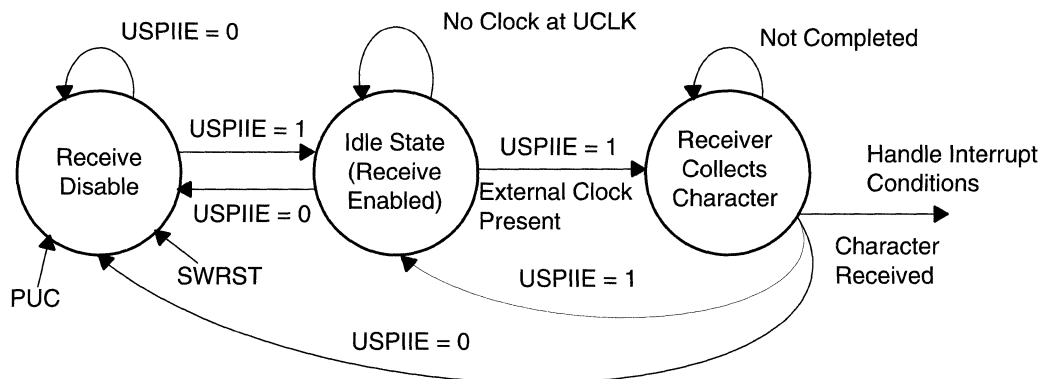 USPIIE = 0
No Clock at UCLK
Not Completed
Receive
Disable
USPIIE = 1
USPIIE = 0
Idle State
(Receive
Enabled)
USPIIE = 1
External Clock
Present
Receiver
Collects
Character
Handle Interrupt
Conditions
Character
Received
PUC
SWRST
USPIIE = 1
USPIIE = 0